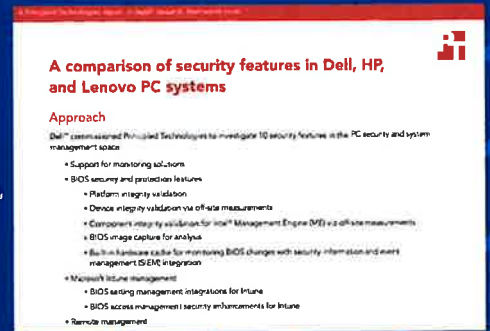 A comparison of security features in Dell, HP,
and Lenovo PC systems
Approach
Dell™ commissioned Principled Technologies to investigate 10 security features in the PC security and system
management space:
• Support for monitoring solutions
• BIOS security and protection features
• Platform integrity validation
• Device integrity validation via off-site measurements
• Component integrity validation for Intel® Management Engine (ME) via off-site measurements
• BIOS image capture for analysis
• Built-in hardware cache for monitoring BIOS changes with security information and event
management (SIEM) integration
• Microsoft Intune management
• BIOS setting management integrations for Intune
• BIOS access management security enhancements for Intune
• Remote management